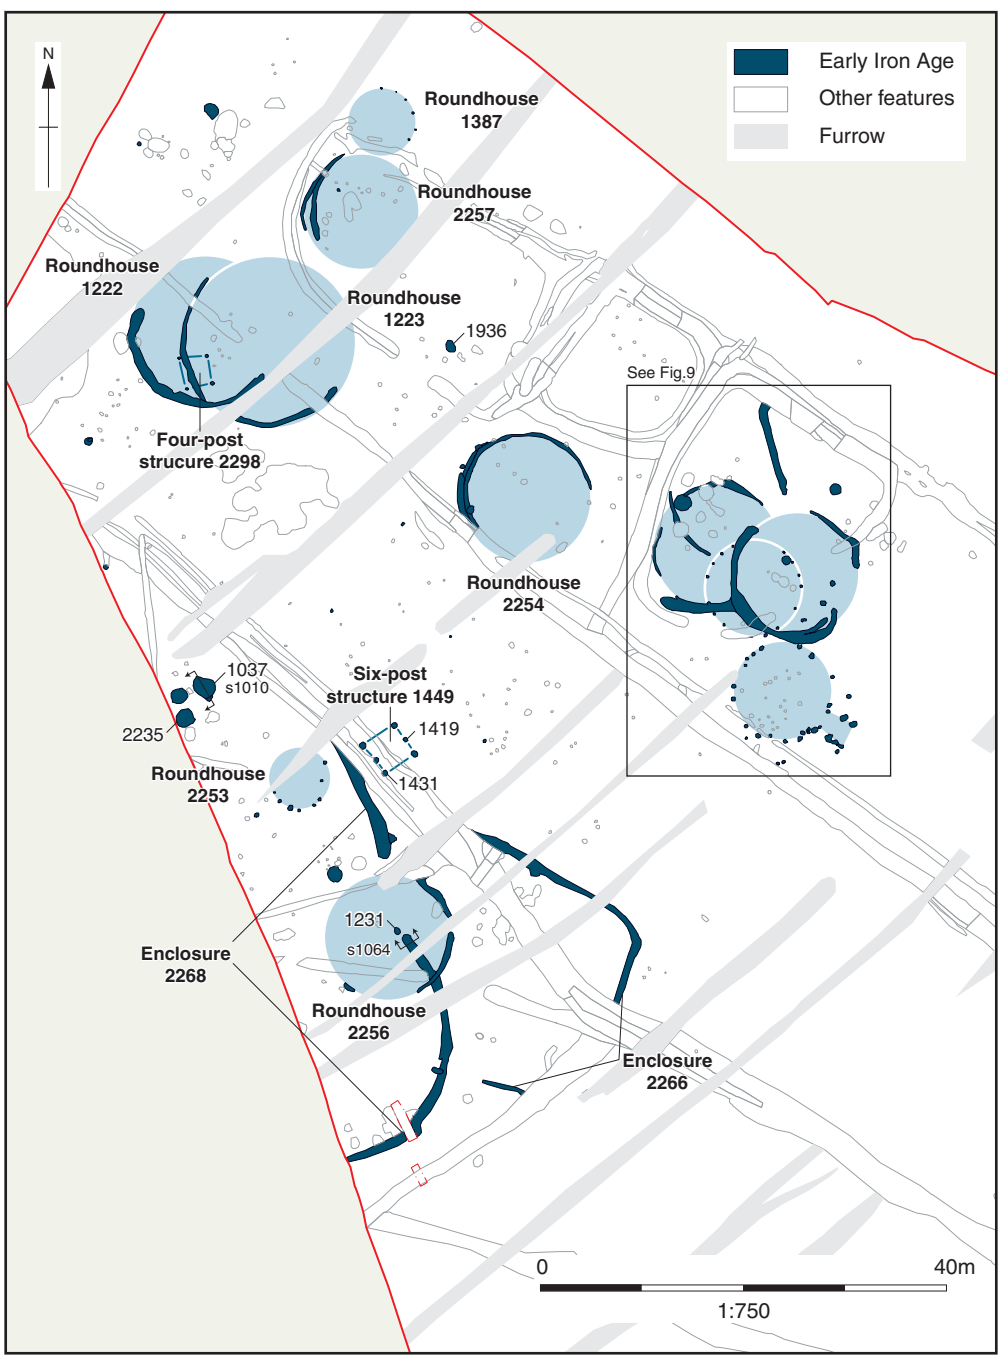 N
Early Iron Age
Other features
Furrow
Roundhouse
1387
Roundhouse
2257
Roundhouse
1222
Roundhouse
1223
1936
See Fig.9
Four-post
strucure 2298
Roundhouse
2254
1037
s1010
Six-post
structure 1449
1419
2235
Roundhouse
2253
1431
1231
s1064
Enclosure
2268
Roundhouse
2256
Enclosure
2266
0
40m
1:750